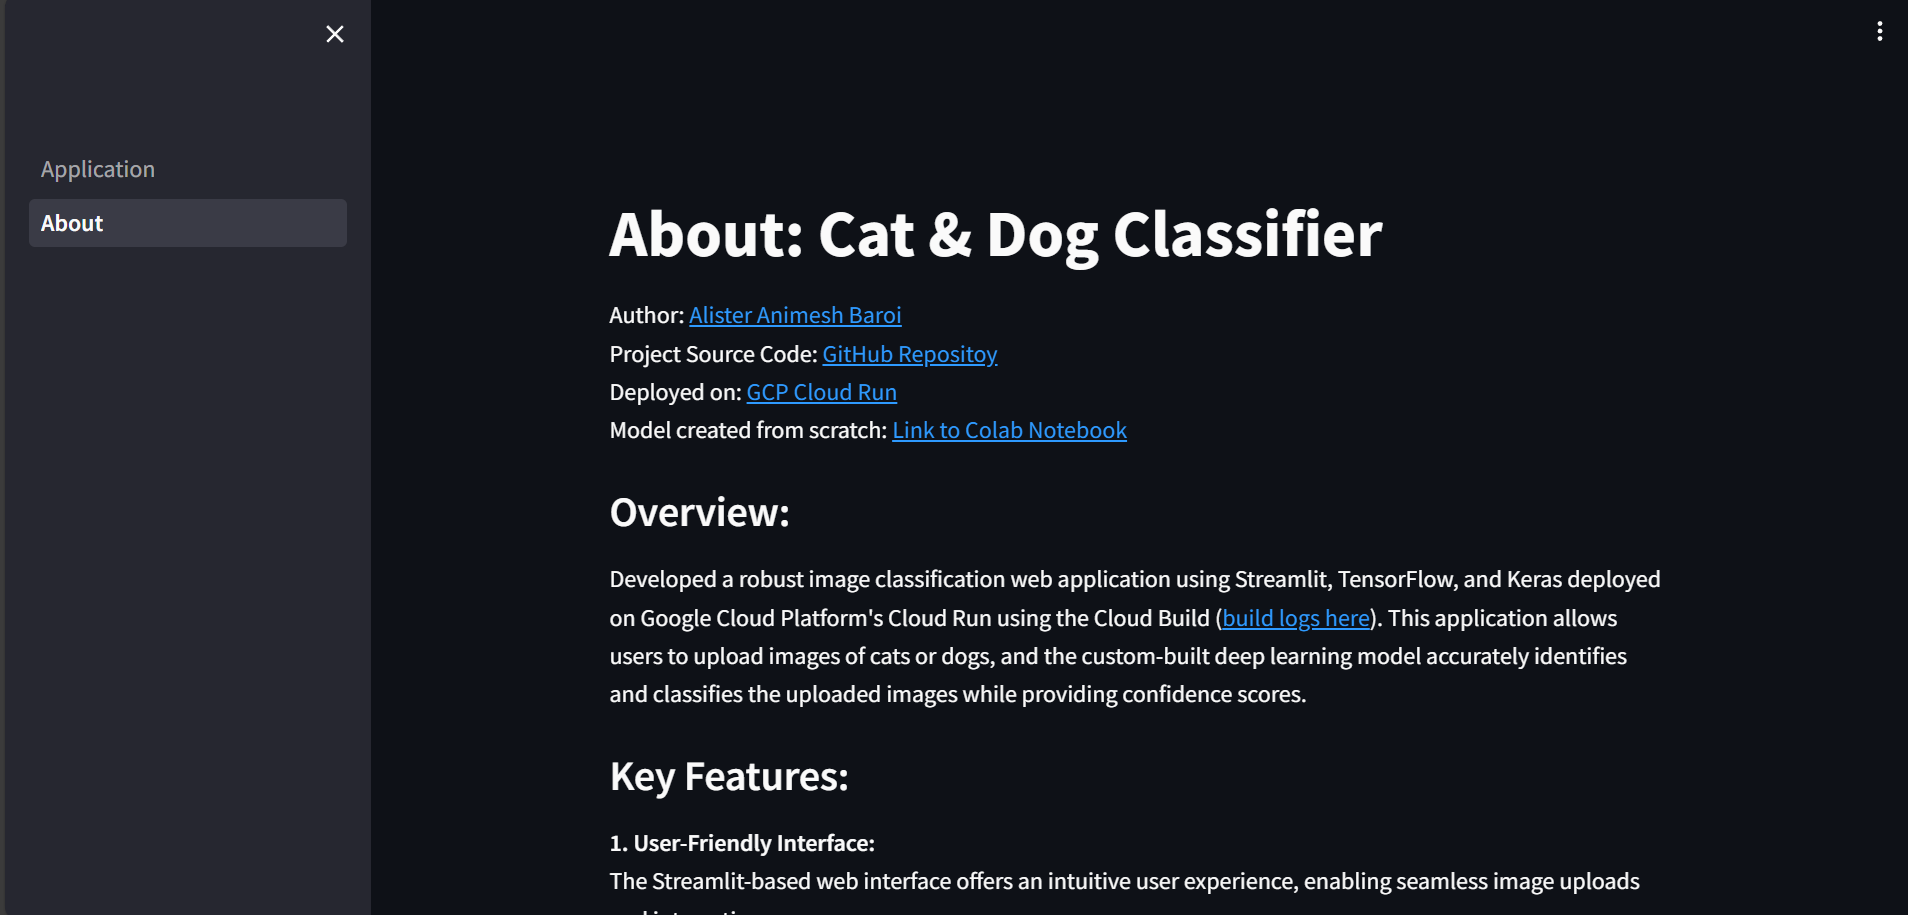 Application
About
About: Cat & Dog Classifier
Author: Alister Animesh Baroi
Project Source Code: GitHub Repositoy
Deployed on: GCP Cloud Run
Model created from scratch: Link to Colab Notebook
Overview:
Developed a robust image classification web application using Streamlit, TensorFlow, and Keras deployed
on Google Cloud Platform's Cloud Run using the Cloud Build (build logs here). This application allows
users to upload images of cats or dogs, and the custom-built deep learning model accurately identifies
and classifies the uploaded images while providing confidence scores.
Key Features:
1. User-Friendly Interface:
The Streamlit-based web interface offers an intuitive user experience, enabling seamless image uploads